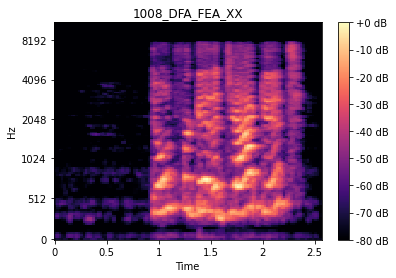 1008_DFA_FEA_XX
8192
4096
2048
1024
512
0
Hz
0
0.5
1
1.5
2
2.5
Time
+0 dB
-10 dB
-20 dB
-30 dB
-40 dB
-50 dB
-60 dB
-70 dB
-80 dB